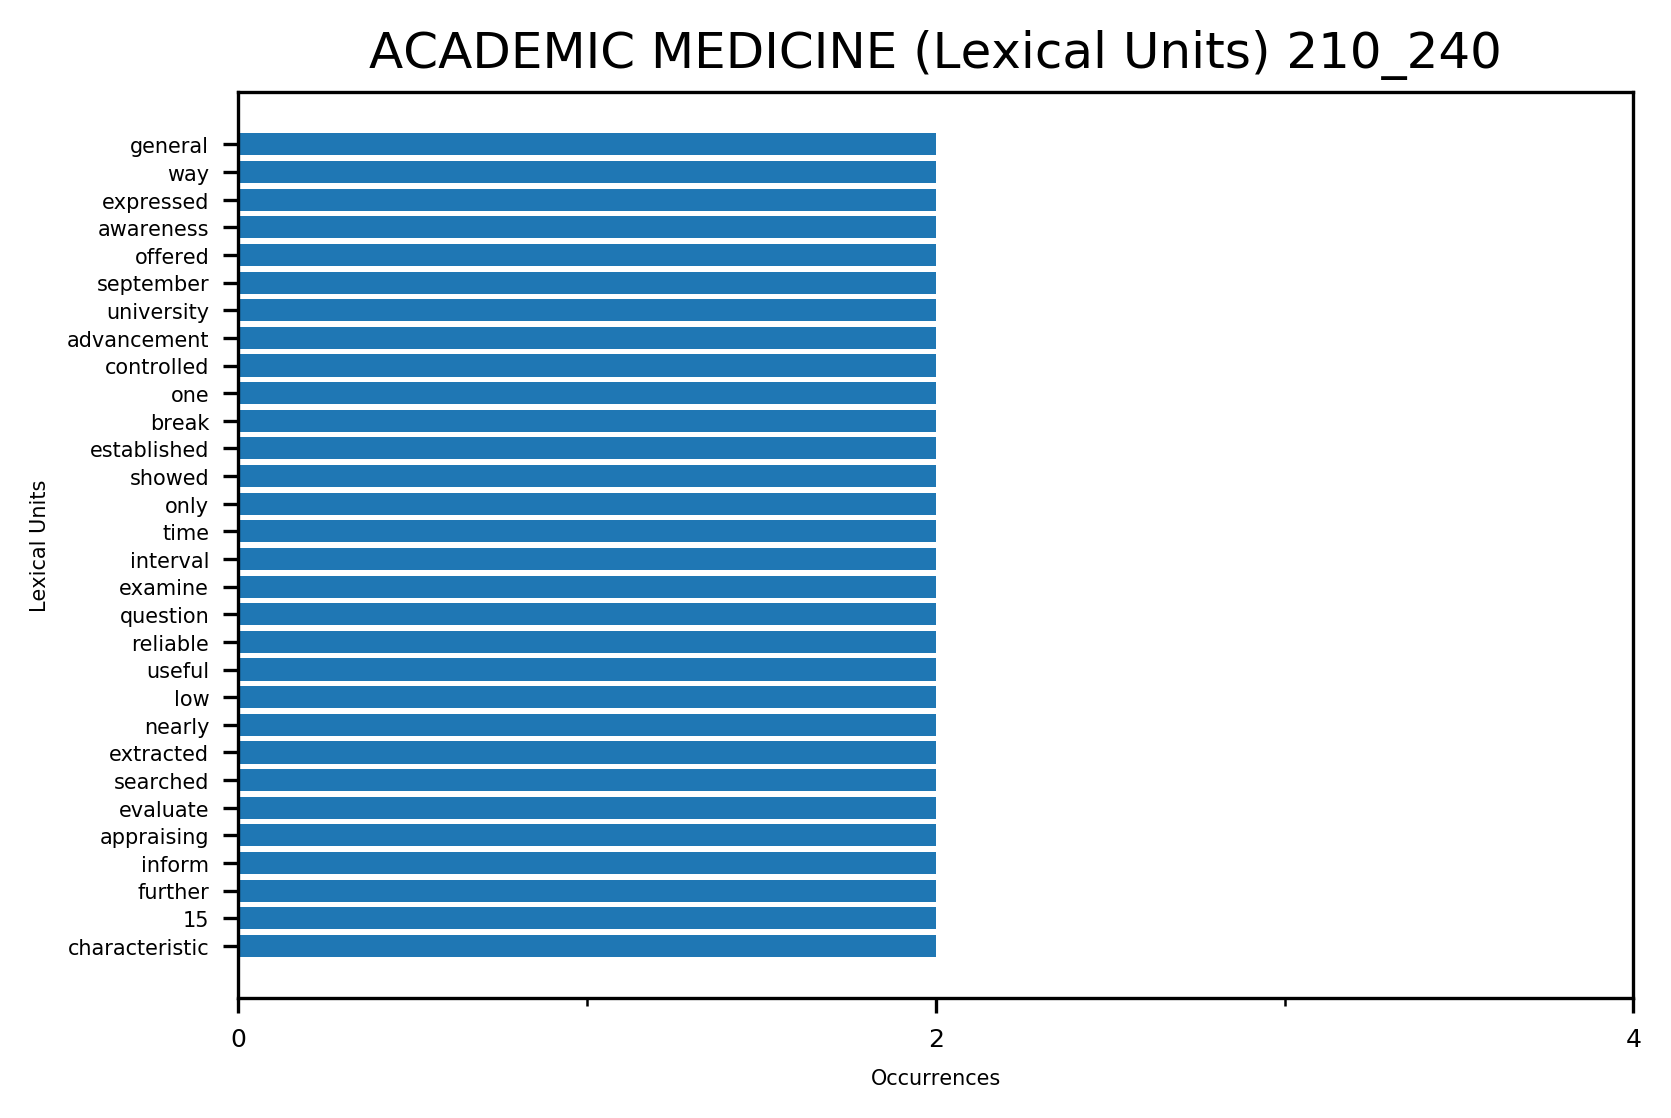 ACADEMIC MEDICINE (Lexical Units) 210_240
general
way
expressed
awareness
offered
september
university
advancement
controlled
one
break
established
showed
only
time
interval
examine
question
reliable
useful
low
nearly
extracted
searched
evaluate
appraising
inform
further
15
characteristic
Lexical Units
0 2 4
Occurrences